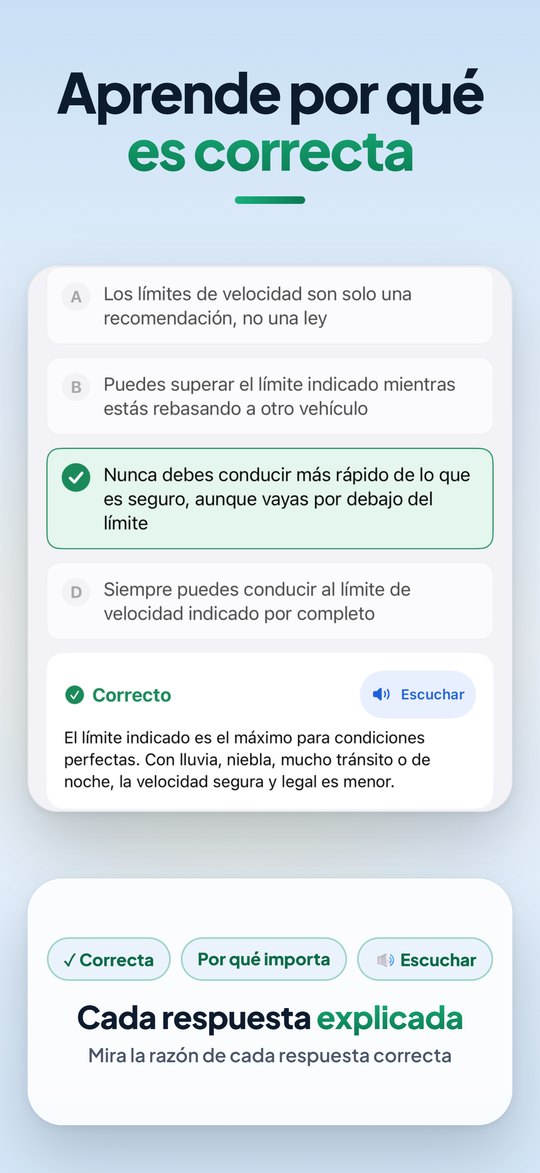 Aprende por qué
es correcta
A
Los límites de velocidad son solo una
recomendación, no una ley
B
Puedes superar el límite indicado mientras
estás rebasando a otro vehículo
Nunca debes conducir más rápido de lo que
es seguro, aunque vayas por debajo del
límite
D
Siempre puedes conducir al límite de
velocidad indicado por completo
Correcto
Escuchar
El límite indicado es el máximo para condiciones
perfectas. Con lluvia, niebla, mucho tránsito o de
noche, la velocidad segura y legal es menor.
✓ Correcta
Por qué importa
🔊 Escuchar
Cada respuesta explicada
Mira la razón de cada respuesta correcta